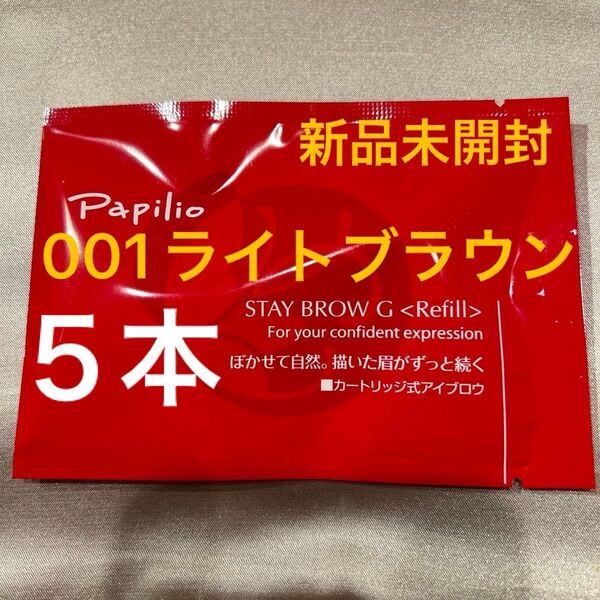 新品未開封
Papilio
001ライトブラウン
STAY BROW G <Refill>
For your confident expression
5本
ぼかせて自然。描いた眉がずっと続く
■カートリッジ式アイブロウ